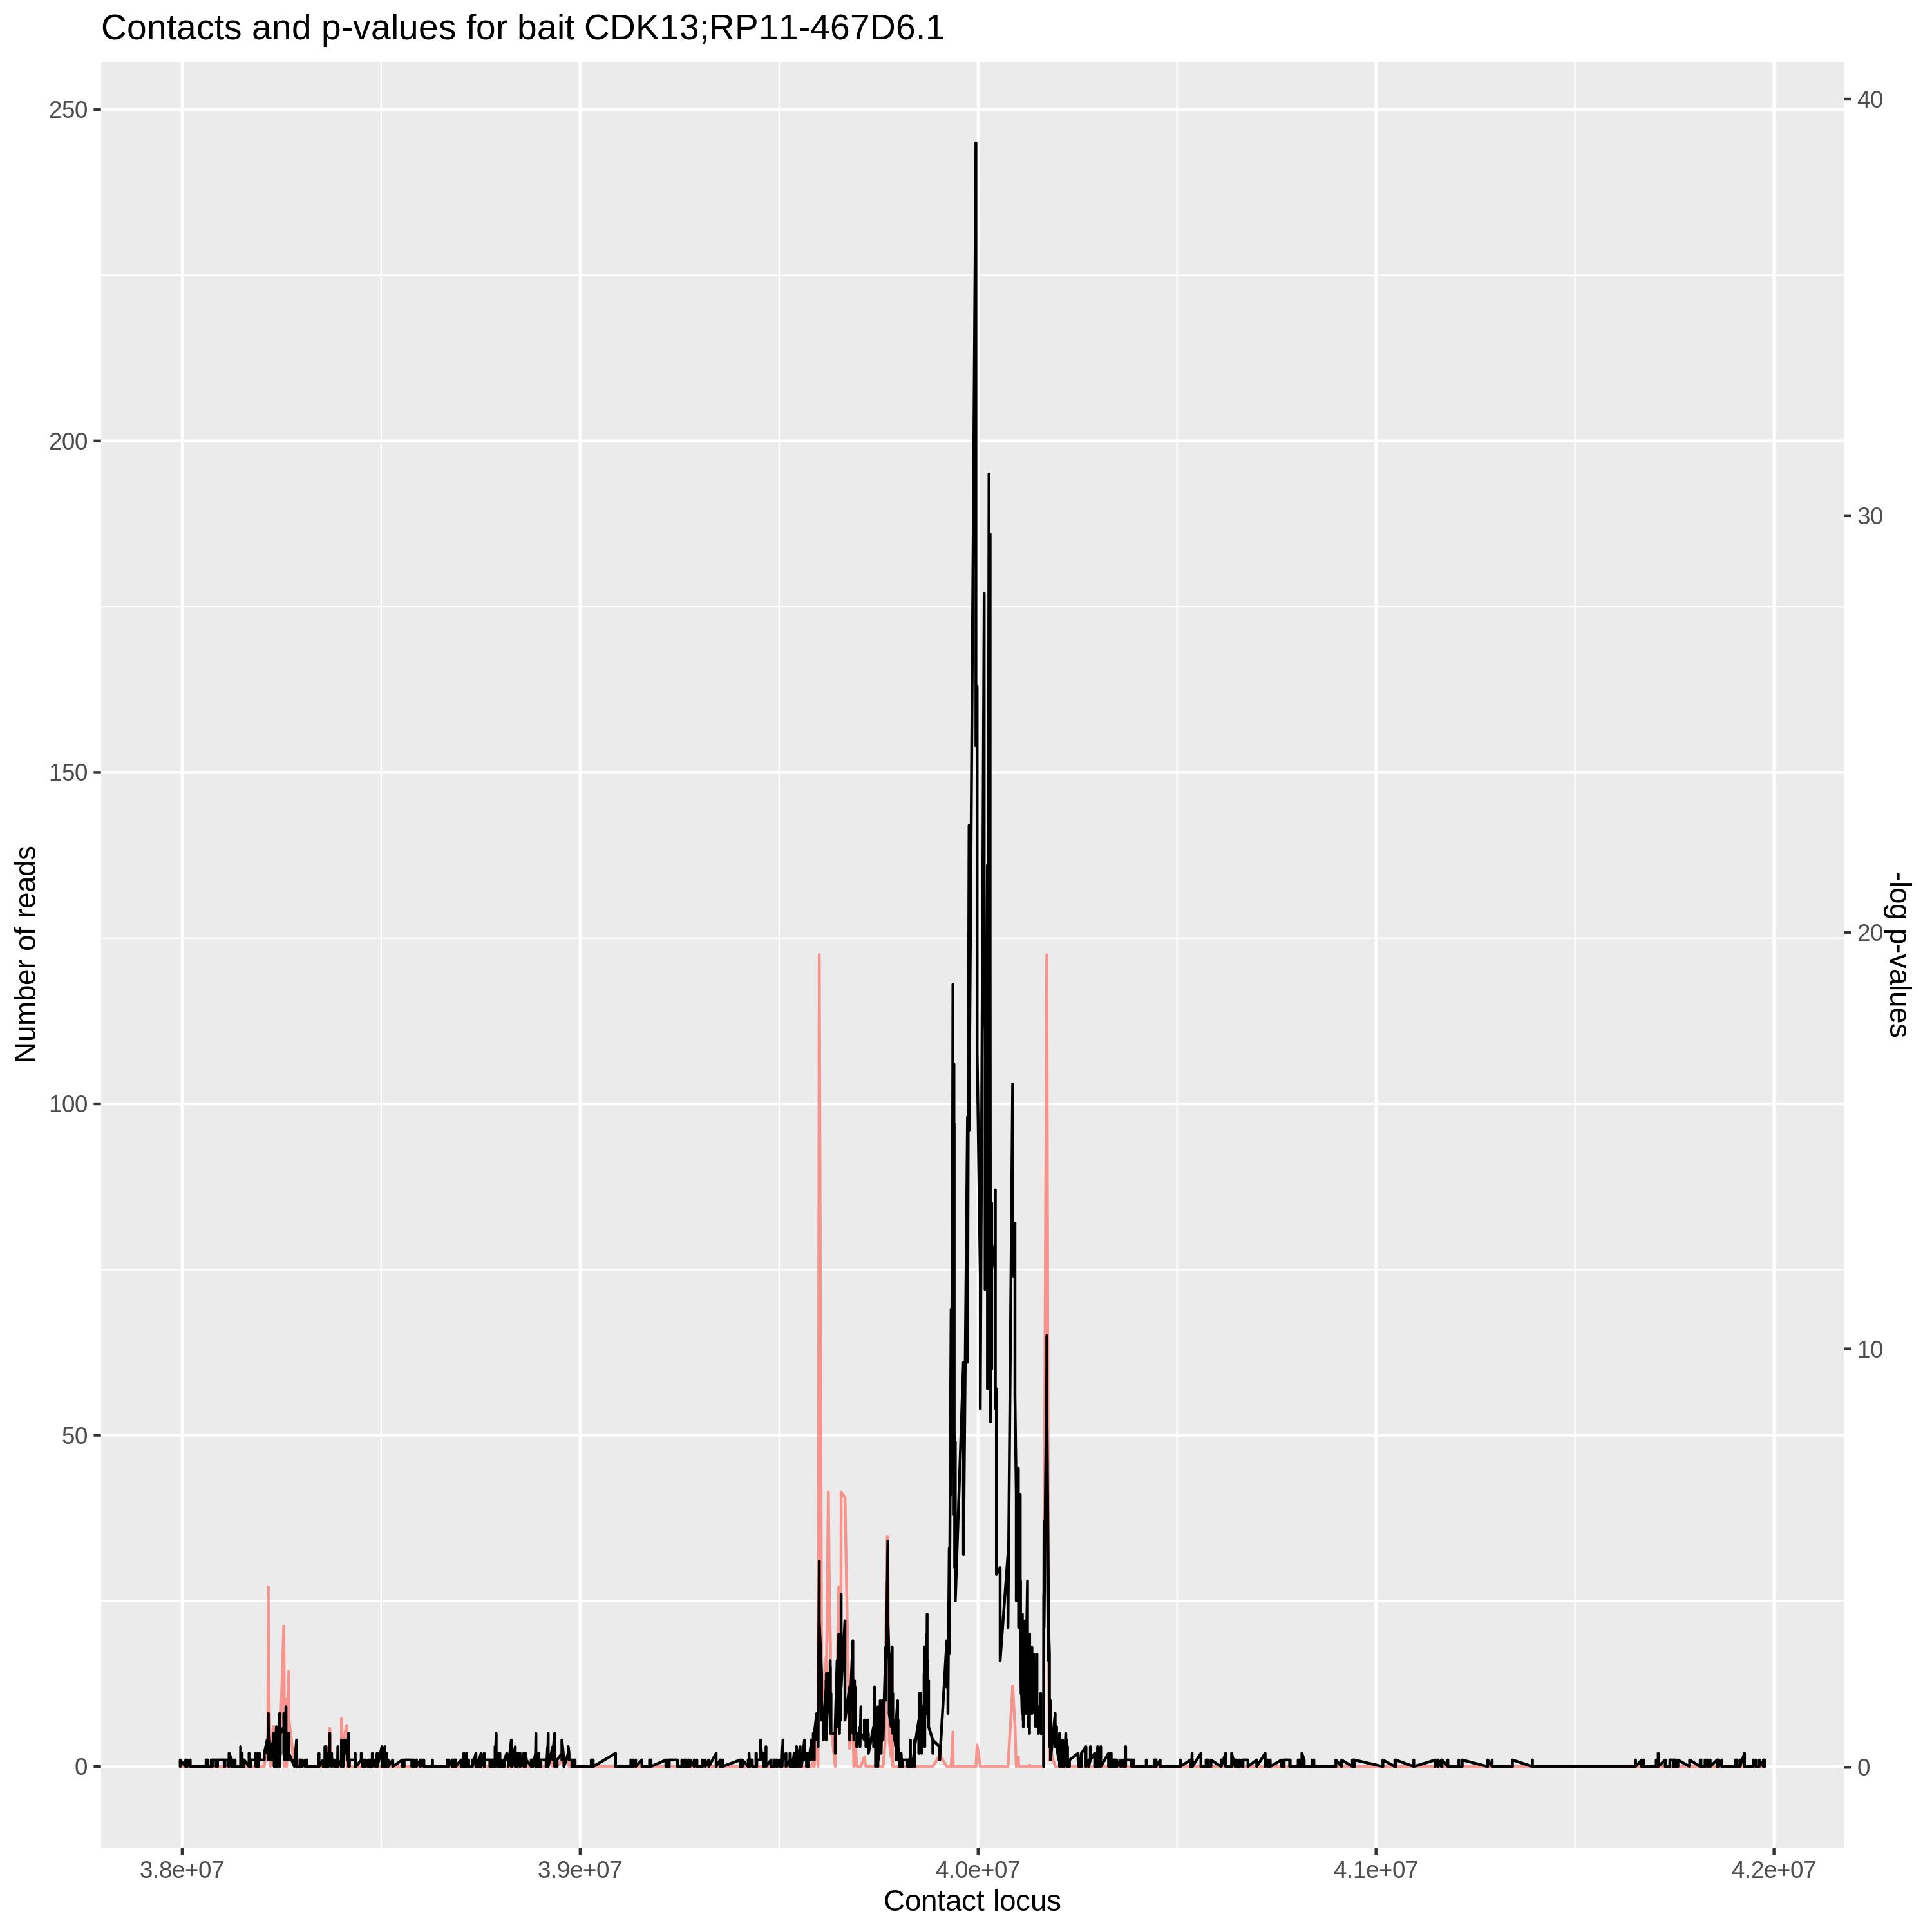 Contacts and p-values for bait CDK13;RP11-467D6.1
250
200
150
100
50
0
Number of reads
40
30
20
10
0
-log p-values
3.8e+07
3.9e+07
4.0e+07
4.1e+07
4.2e+07
Contact locus